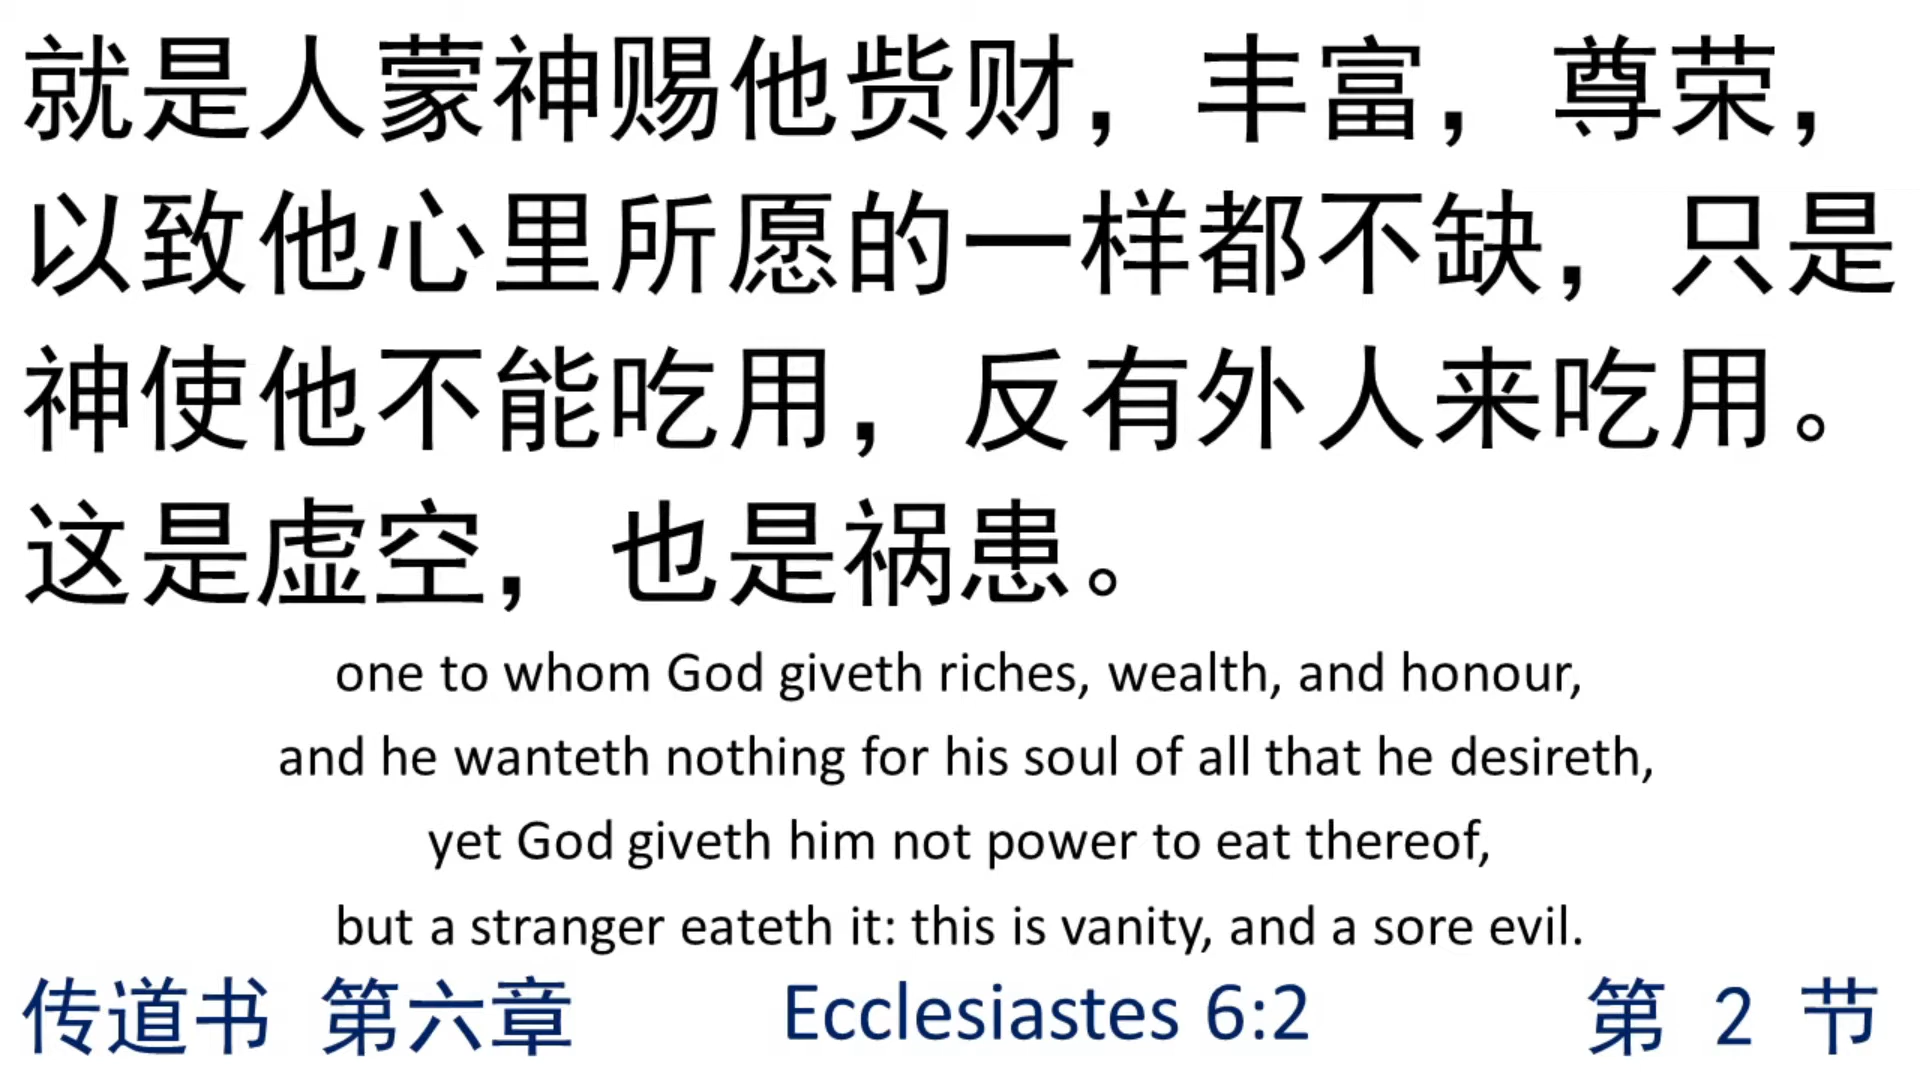 就是人蒙神赐他赀财，丰富，尊荣，
以致他心里所愿的一样都不缺，只是
神使他不能吃用，反有外人来吃用。
这是虚空，也是祸患。
one to whom God giveth riches, wealth, and honour,
and he wanteth nothing for his soul of all that he desireth,
yet God giveth him not power to eat thereof,
but a stranger eateth it: this is vanity, and a sore evil.
传道书 第六章 Ecclesiastes 6:2 第 2 节